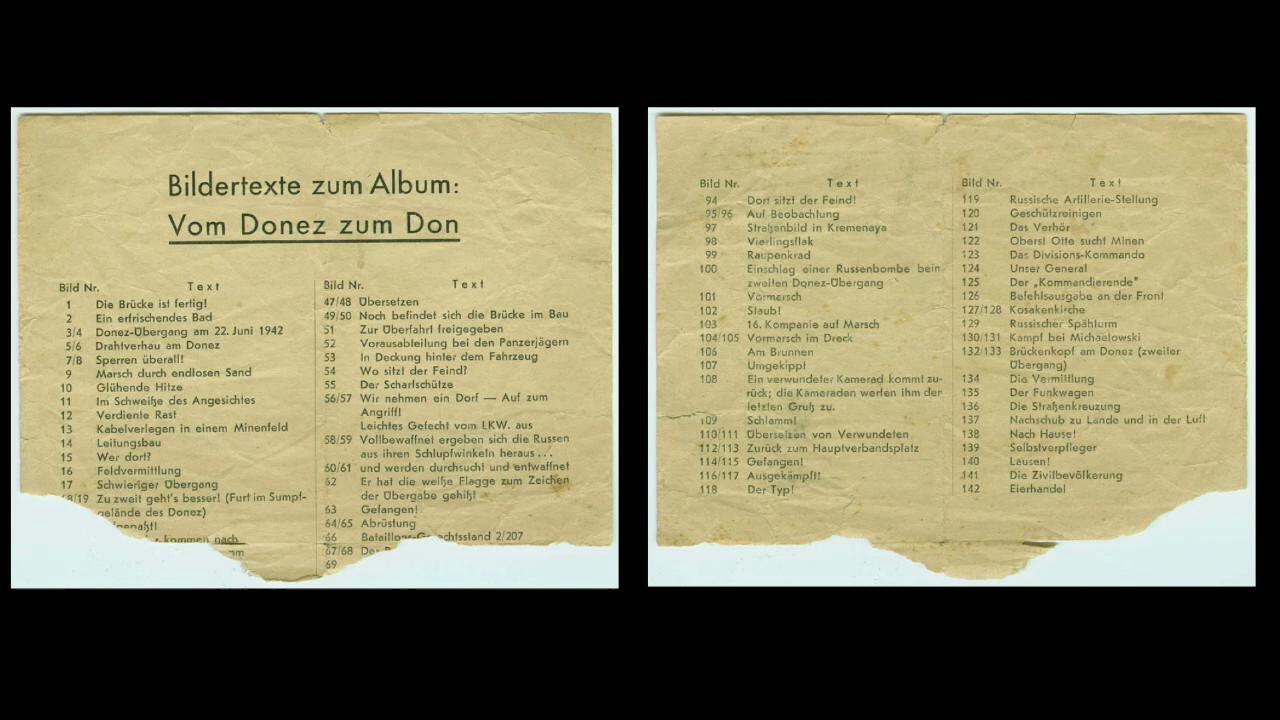 Bildertexte zum Album:
Vom Donez zum Don
Bild Nr. Text
1 Die Brücke ist fertig!
2 Ein erfrischendes Bad
3/4 Donez-Übergang am 22. Juni 1942
5/6 Drahtverhau am Donez
7/8 Sperren überall!
9 Marsch durch endlosen Sand
10 Glühende Hitze
11 Im Schweiße des Angesichtes
12 Verdiente Rast
13 Kabelverlegen in einem Minenfeld
14 Leitungsbau
15 Wer dort?
16 Feldvermittlung
17 Schwieriger Übergang
18/19 Zu zweit geht's besser! (Furt im Sumpf-
gelände des Donez)
kommen nach
Bild Nr. Text
47/48 Übersetzen
49/50 Noch befindet sich die Brücke im Bau
51 Zur Überfahrt freigegeben
52 Vorausabteilung bei den Panzerjägern
53 In Deckung hinter dem Fahrzeug
54 Wo sitzt der Feind?
55 Der Scharfschütze
56/57 Wir nehmen ein Dorf — Auf zum
Angriff!
Leichtes Gefecht vom LKW. aus
58/59 Vollbewaffnet ergeben sich die Russen
aus ihren Schlupfwinkeln heraus ...
60/61 und werden durchsucht und entwaffnet
62 Er hat die weiße Flagge zum Zeichen
der Übergabe gehißt
63 Gefangen!
64/65 Abrüstung
66 Bataillons-Gefechtsstand 2/207
67/68
69
Bild Nr. Text
94 Dort sitzt der Feind!
95/96 Auf Beobachtung
97 Straßenbild in Kremenaya
98 Vierlingsflak
99 Raupenkrad
100 Einschlag einer Russenbombe beim
zweiten Donez-Übergang
101 Vormarsch
102 Staub!
103 16. Kompanie auf Marsch
104/105 Vormarsch im Dreck
106 Am Brunnen
107 Umgekippt
108 Ein verwundeter Kamerad kommt zu-
rück; die Kameraden werfen ihm der
letzten Gruß zu.
109 Schlamm!
110/111 Übersetzen von Verwundeten
112/113 Zurück zum Hauptverbandsplatz
114/115 Gefangen!
116/117 Ausgekämpft!
118 Der Typ!
Bild Nr. Text
119 Russische Artillerie-Stellung
120 Geschützreinigen
121 Das Verhör
122 Oberst Otte sucht Minen
123 Das Divisions-Kommando
124 Unser General
125 Der „Kommandierende"
126 Befehlsausgabe an der Front
127/128 Kosakenkirche
129 Russischer Spähturm
130/131 Kampf bei Michaelowski
132/133 Brückenkopf am Donez (zweiter
Übergang)
134 Die Vermittlung
135 Der Funkwagen
136 Die Straßenkreuzung
137 Nachschub zu Lande und in der Luft
138 Nach Hause!
139 Selbstverpfleger
140 Lausen!
141 Die Zivilbevölkerung
142 Eierhandel